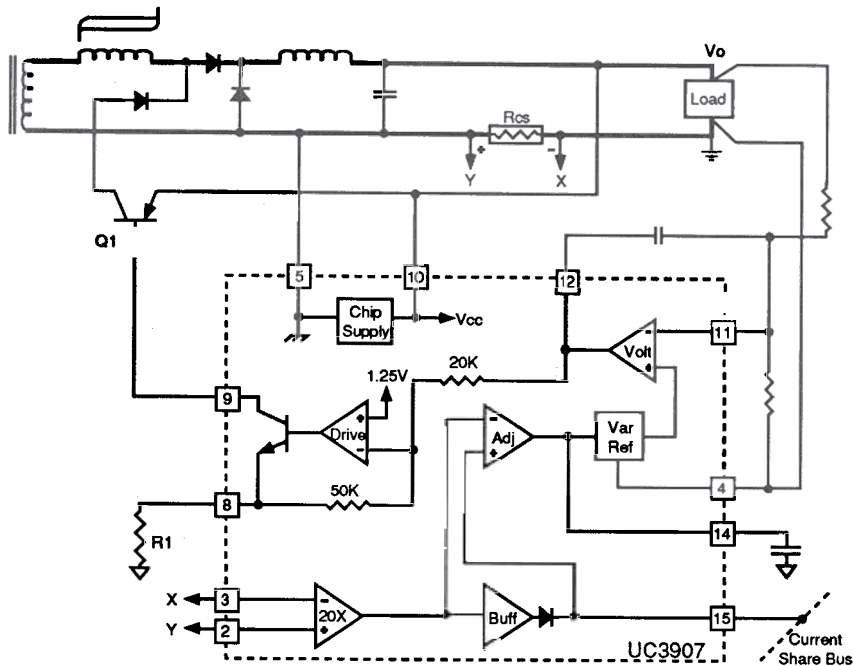 Vo
Load
Rcs
+
-
Y
X
Q1
5
10
12
Chip
Supply
Vcc
Volt
-
+
11
20K
1.25V
9
Drive
+
-
Adj
-
+
Var
Ref
4
50K
8
R1
14
X
3
-
20X
Y
2
+
Buff
15
UC3907
Current
Share Bus